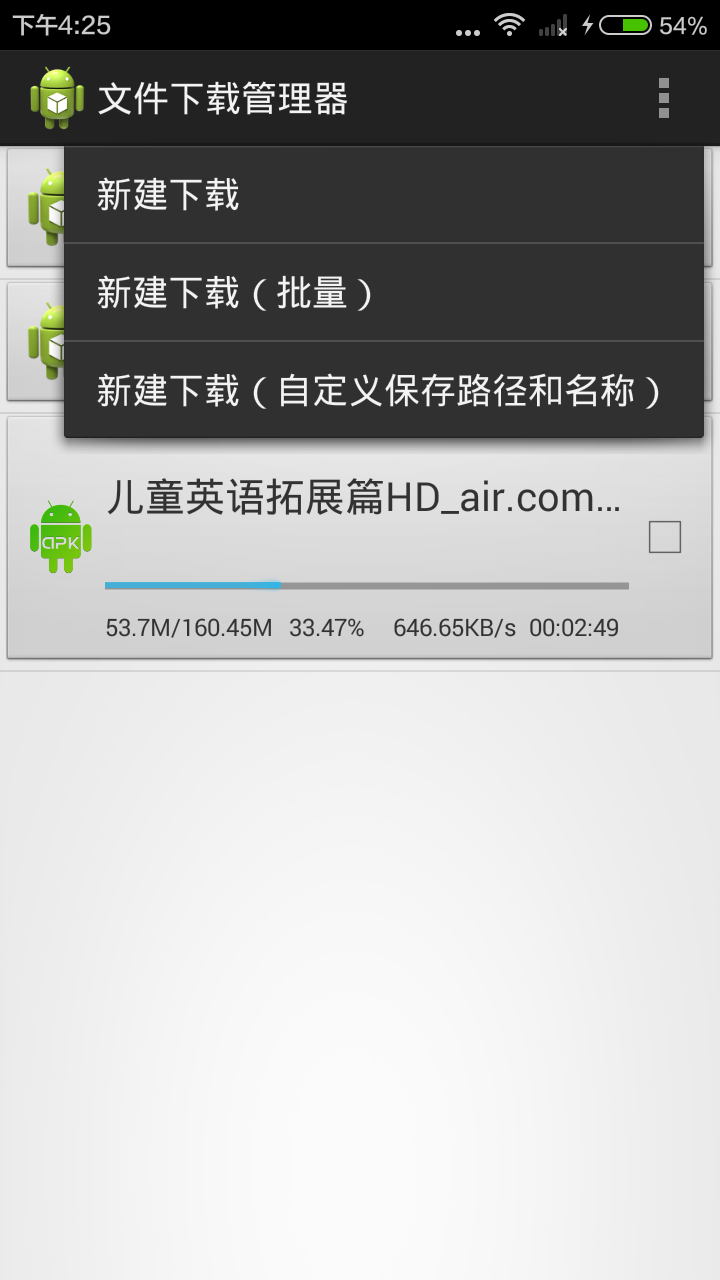 下午4:25
54%
文件下载管理器
新建下载
新建下载（批量）
新建下载（自定义保存路径和名称）
儿童英语拓展篇HD_air.com...
APK
53.7M/160.45M 33.47% 646.65KB/s 00:02:49